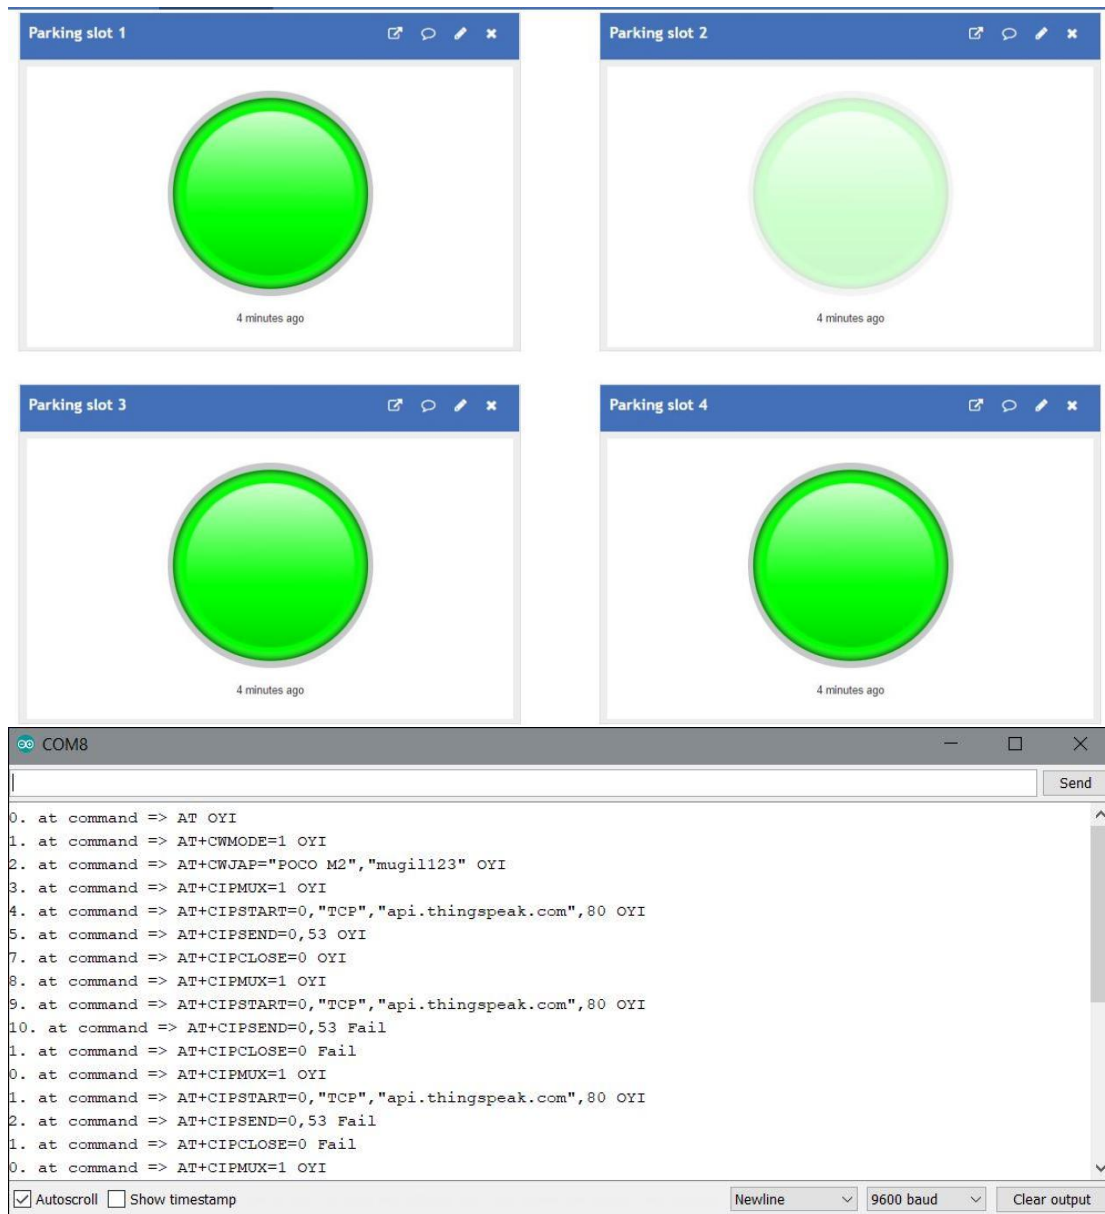 Parking slot 1
Parking slot 2
4 minutes ago
4 minutes ago
Parking slot 3
Parking slot 4
4 minutes ago
4 minutes ago
COM8
Send
0. at command => AT OYI
1. at command => AT+CWMODE=1 OYI
2. at command => AT+CWJAP="POCO M2","mugil123" OYI
3. at command => AT+CIPMUX=1 OYI
4. at command => AT+CIPSTART=0,"TCP","api.thingspeak.com",80 OYI
5. at command => AT+CIPSEND=0,53 OYI
7. at command => AT+CIPCLOSE=0 OYI
8. at command => AT+CIPMUX=1 OYI
9. at command => AT+CIPSTART=0,"TCP","api.thingspeak.com",80 OYI
10. at command => AT+CIPSEND=0,53 Fail
1. at command => AT+CIPCLOSE=0 Fail
0. at command => AT+CIPMUX=1 OYI
1. at command => AT+CIPSTART=0,"TCP","api.thingspeak.com",80 OYI
2. at command => AT+CIPSEND=0,53 Fail
1. at command => AT+CIPCLOSE=0 Fail
0. at command => AT+CIPMUX=1 OYI
Autoscroll Show timestamp Newline 9600 baud Clear output